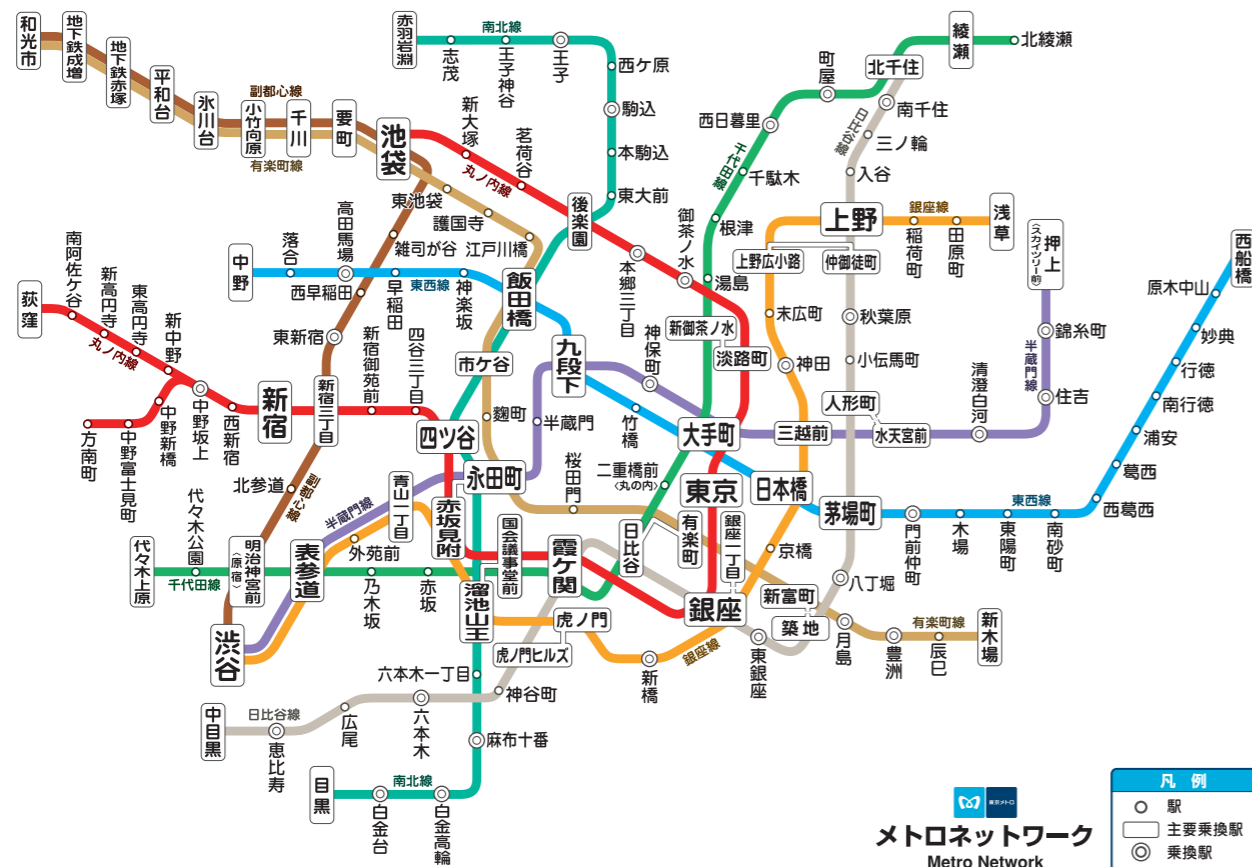 和光市
地下鉄成増
地下鉄赤塚
平和台
氷川台
小竹向原
千川
要町
池袋
副都心線
有楽町線
赤羽岩淵
南北線
志茂
王子神谷
王子
西ケ原
駒込
本駒込
東大前
後楽園
新大塚
茗荷谷
丸ノ内線
東池袋
護国寺
江戸川橋
雑司が谷
西早稲田
東新宿
綾瀬
北綾瀬
北千住
町屋
西日暮里
千駄木
根津
湯島
千代田線
南千住
三ノ輪
入谷
日比谷線
上野
銀座線
稲荷町
田原町
浅草
上野広小路
仲御徒町
押上
〈スカイツリー前〉
西船橋
原木中山
妙典
行徳
南行徳
浦安
葛西
西葛西
中野
落合
高田馬場
早稲田
東西線
神楽坂
飯田橋
御茶ノ水
本郷三丁目
新御茶ノ水
淡路町
末広町
神田
秋葉原
小伝馬町
人形町
水天宮前
清澄白河
住吉
錦糸町
半蔵門線
荻窪
南阿佐ケ谷
新高円寺
東高円寺
新中野
丸ノ内線
中野坂上
西新宿
新宿
新宿三丁目
新宿御苑前
四谷三丁目
四ツ谷
方南町
中野富士見町
中野新橋
市ケ谷
麹町
半蔵門
九段下
神保町
竹橋
大手町
三越前
東京
日本橋
茅場町
東西線
門前仲町
木場
東陽町
南砂町
北参道
副都心線
代々木上原
代々木公園
千代田線
明治神宮前
〈原宿〉
表参道
渋谷
半蔵門線
青山一丁目
外苑前
乃木坂
赤坂
赤坂見附
永田町
桜田門
二重橋前
〈丸の内〉
有楽町
銀座一丁目
京橋
八丁堀
国会議事堂前
霞ケ関
日比谷
溜池山王
虎ノ門
虎ノ門ヒルズ
銀座
新富町
築地
新橋
銀座線
東銀座
月島
豊洲
有楽町線
辰巳
新木場
六本木一丁目
神谷町
中目黒
日比谷線
恵比寿
広尾
六本木
麻布十番
目黒
南北線
白金台
白金高輪
東京メトロ
メトロネットワーク
Metro Network
凡例
駅
主要乗換駅
乗換駅